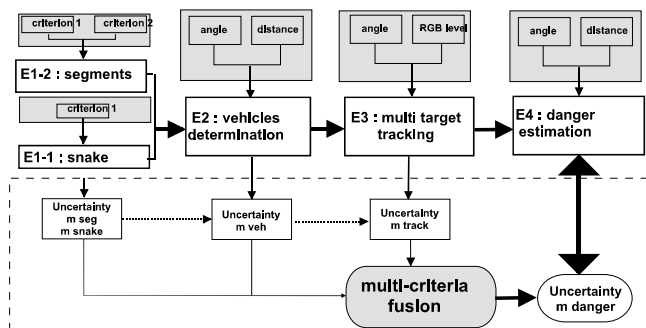 criterion 1
criterion 2
angle
distance
angle
RGB level
angle
distance
E1-2 : segments
criterion 1
E2 : vehicles
determination
E3 : multi target
tracking
E4 : danger
estimation
E1-1 : snake
Uncertainty
m seg
m snake
Uncertainty
m veh
Uncertainty
m track
multi-criteria
fusion
Uncertainty
m danger